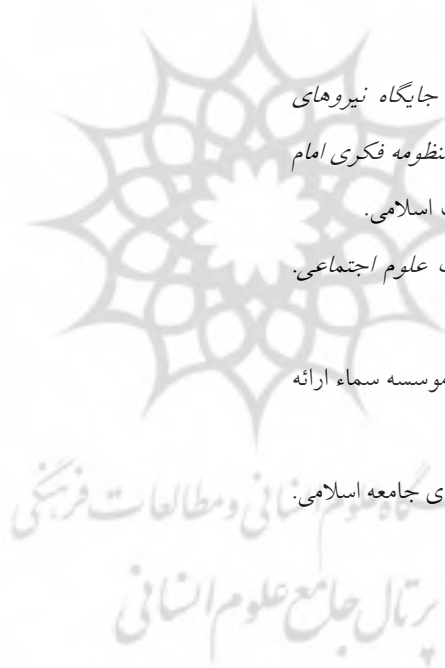 جایگاه نیروهای
منظومه فکری امام
اسلامی.
علوم اجتماعی.
موسسه سماء ارائه
ی جامعه اسلامی.
گاه علوم انسانی و مطالعات فرهنگی
پرتال جامع علوم انسانی